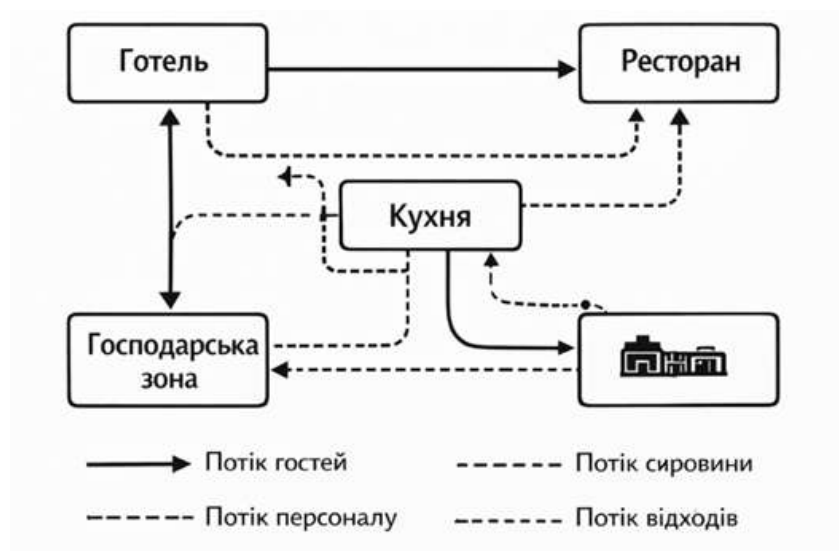 Готель
Ресторан
Кухня
Господарська
зона
Потік гостей
Потік сировини
Потік персоналу
Потік відходів